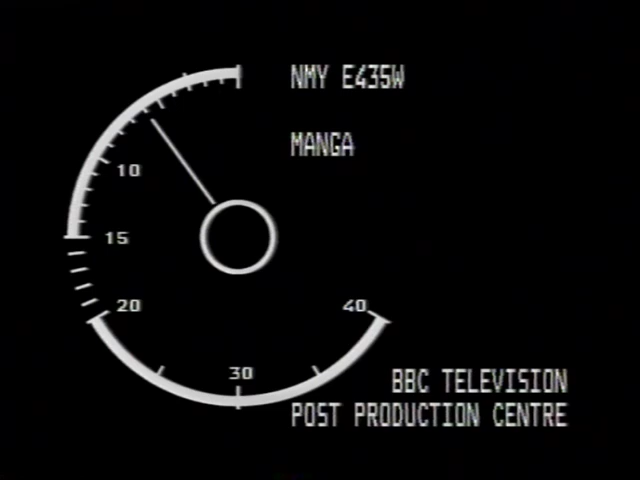 NMY E435W
MANGA
10
15
20
40
30
BBC TELEVISION
POST PRODUCTION CENTRE